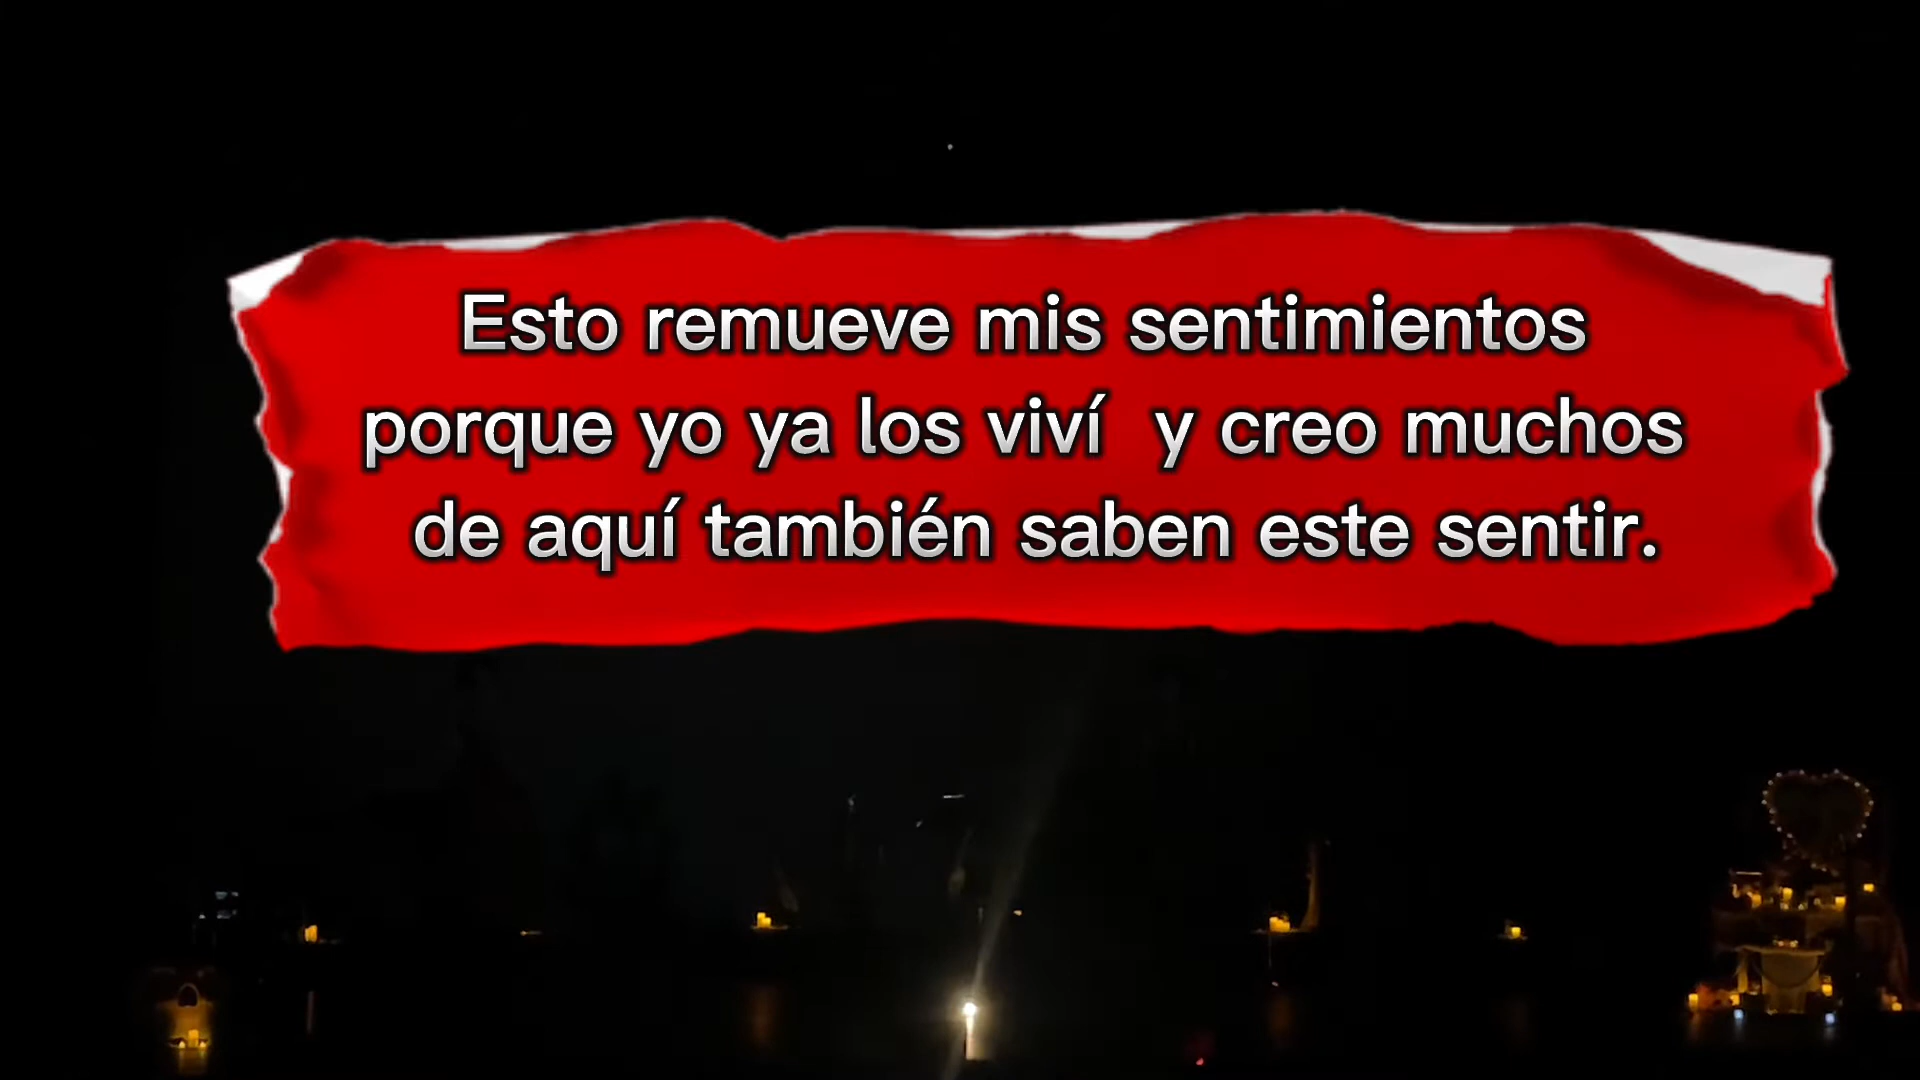 Esto remueve mis sentimientos
porque yo ya los viví y creo muchos
de aquí también saben este sentir.